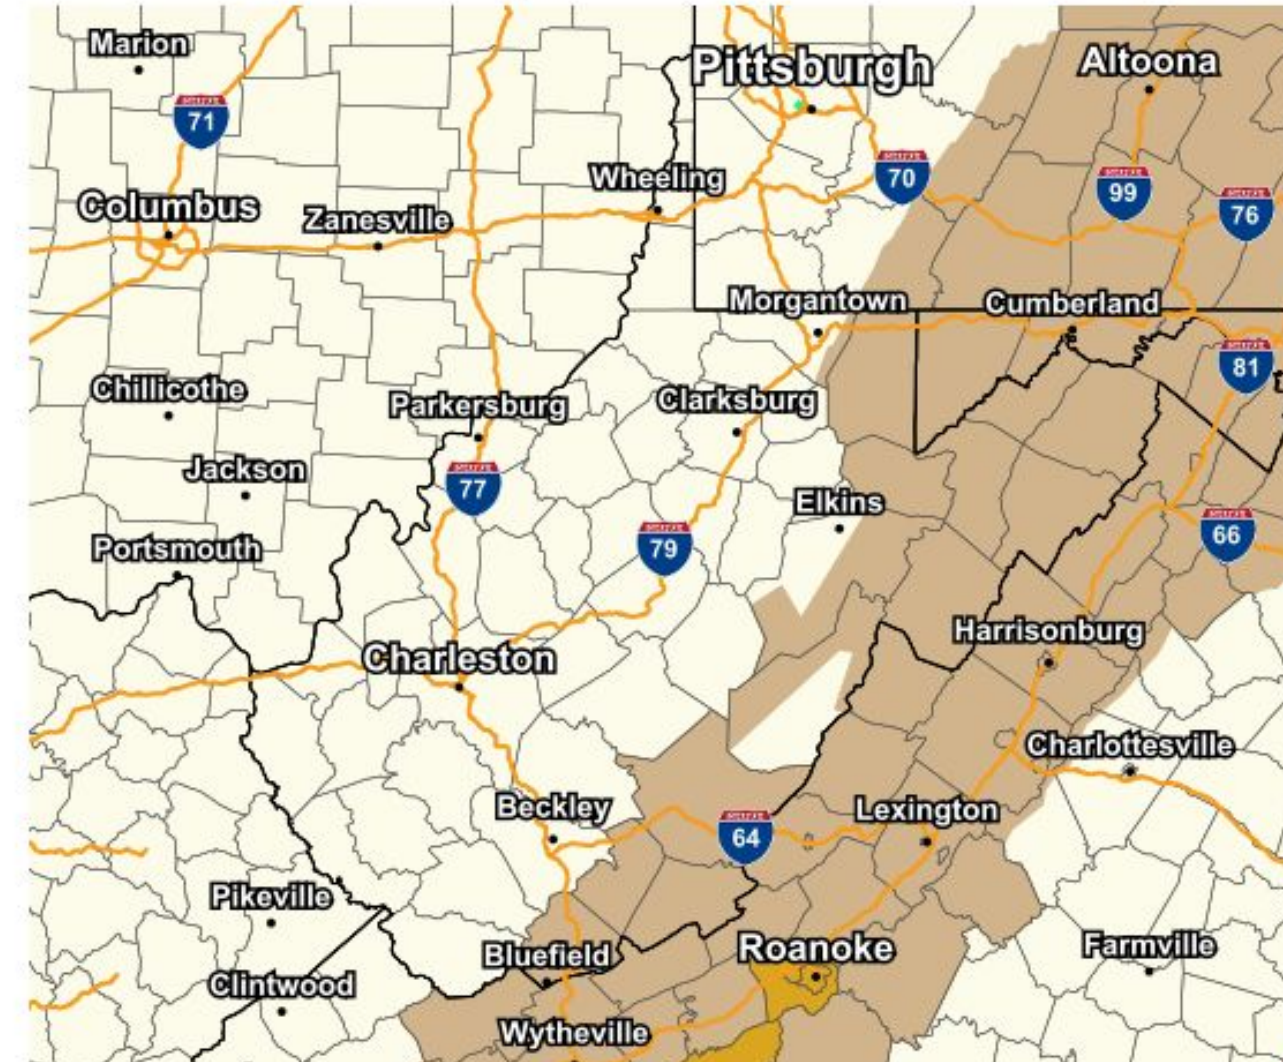 Marion
Pittsburgh
Altoona
71
70
99
76
Wheeling
Columbus
Zanesville
Morgantown
Cumberland
81
Chillicothe
Parkersburg
Clarksburg
Jackson
77
Elkins
Portsmouth
79
66
Harrisonburg
Charleston
Charlottesville
Beckley
64
Lexington
Pikeville
Bluefield
Roanoke
Farmville
Clintwood
Wytheville